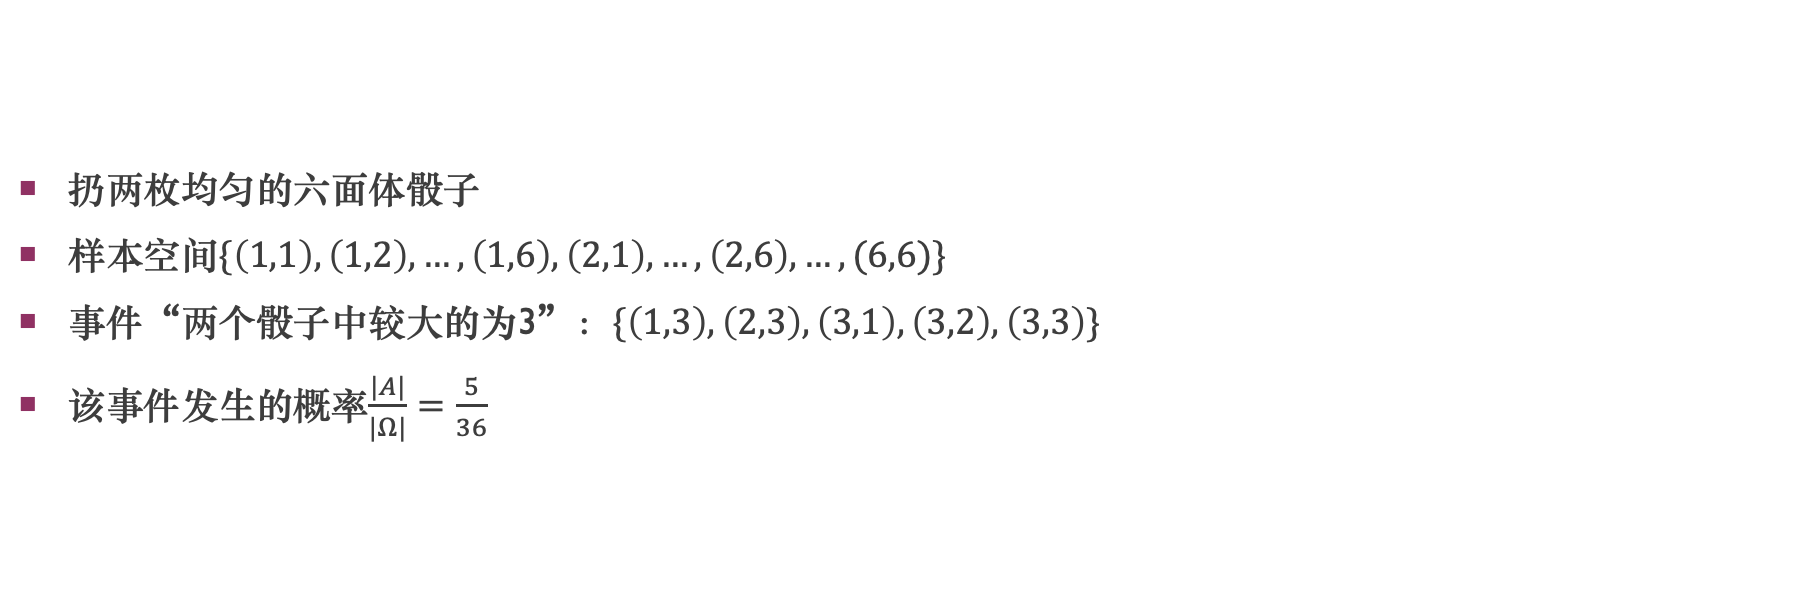 ▪ 扔两枚均匀的六面体骰子
▪ 样本空间{(1,1), (1,2), … , (1,6), (2,1), … , (2,6), … , (6,6)}
▪ 事件“两个骰子中较大的为3”：{(1,3), (2,3), (3,1), (3,2), (3,3)}
▪ 该事件发生的概率|A|/|Ω| = 5/36